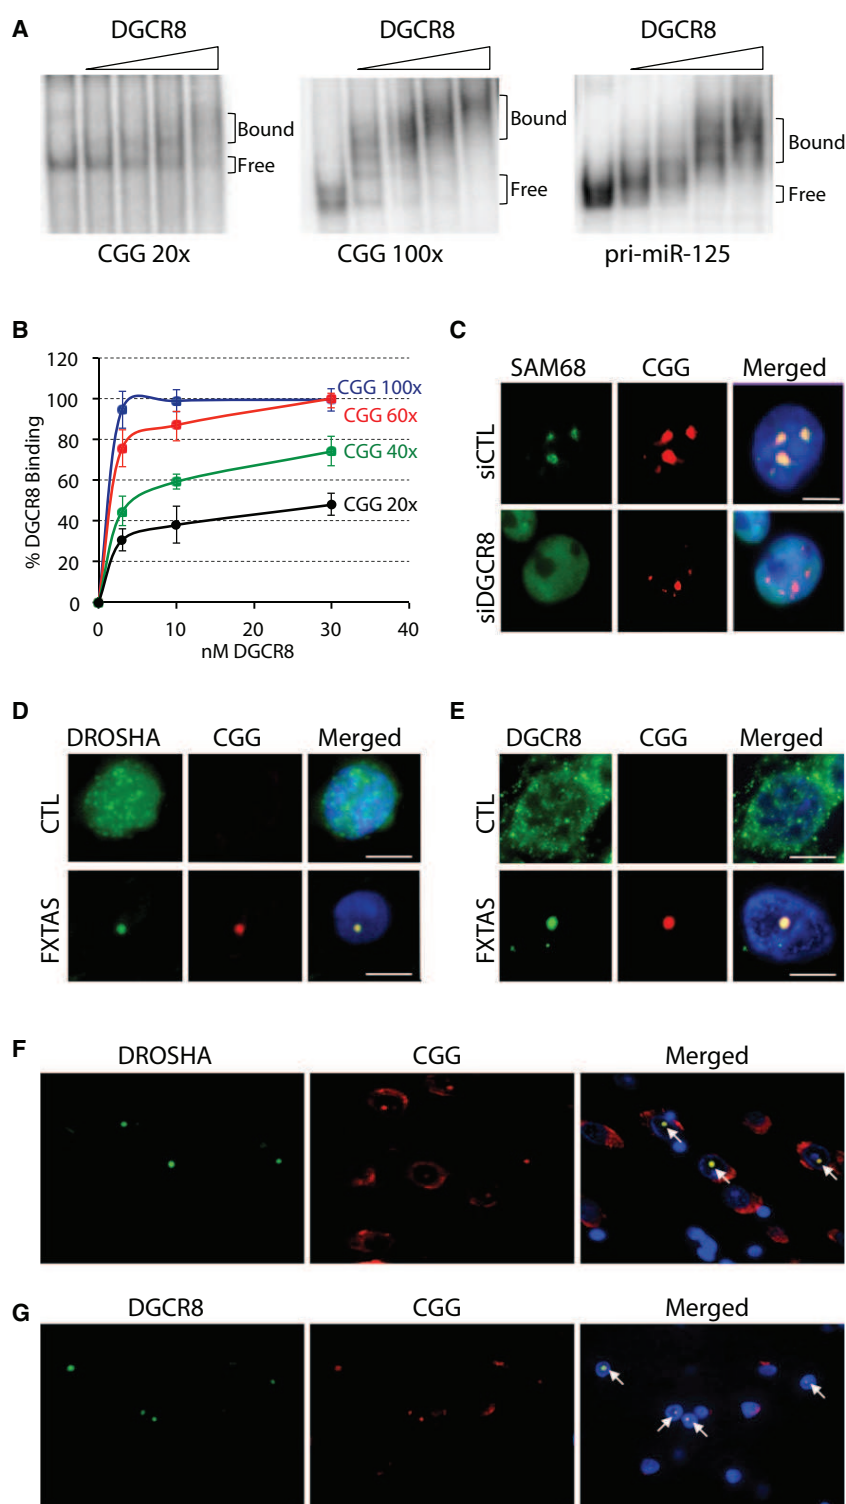 A
DGCR8 DGCR8 DGCR8
Bound
Free
Bound
Free
Bound
Free
CGG 20x CGG 100x pri-miR-125
B
% DGCR8 Binding
120
100
80
60
40
20
0
0 10 20 30 40
nM DGCR8
CGG 100x
CGG 60x
CGG 40x
CGG 20x
C
SAM68 CGG Merged
siCTL
siDGCR8
D
DROSHA CGG Merged
CTL
FXTAS
E
DGCR8 CGG Merged
CTL
FXTAS
F
DROSHA CGG Merged
G
DGCR8 CGG Merged